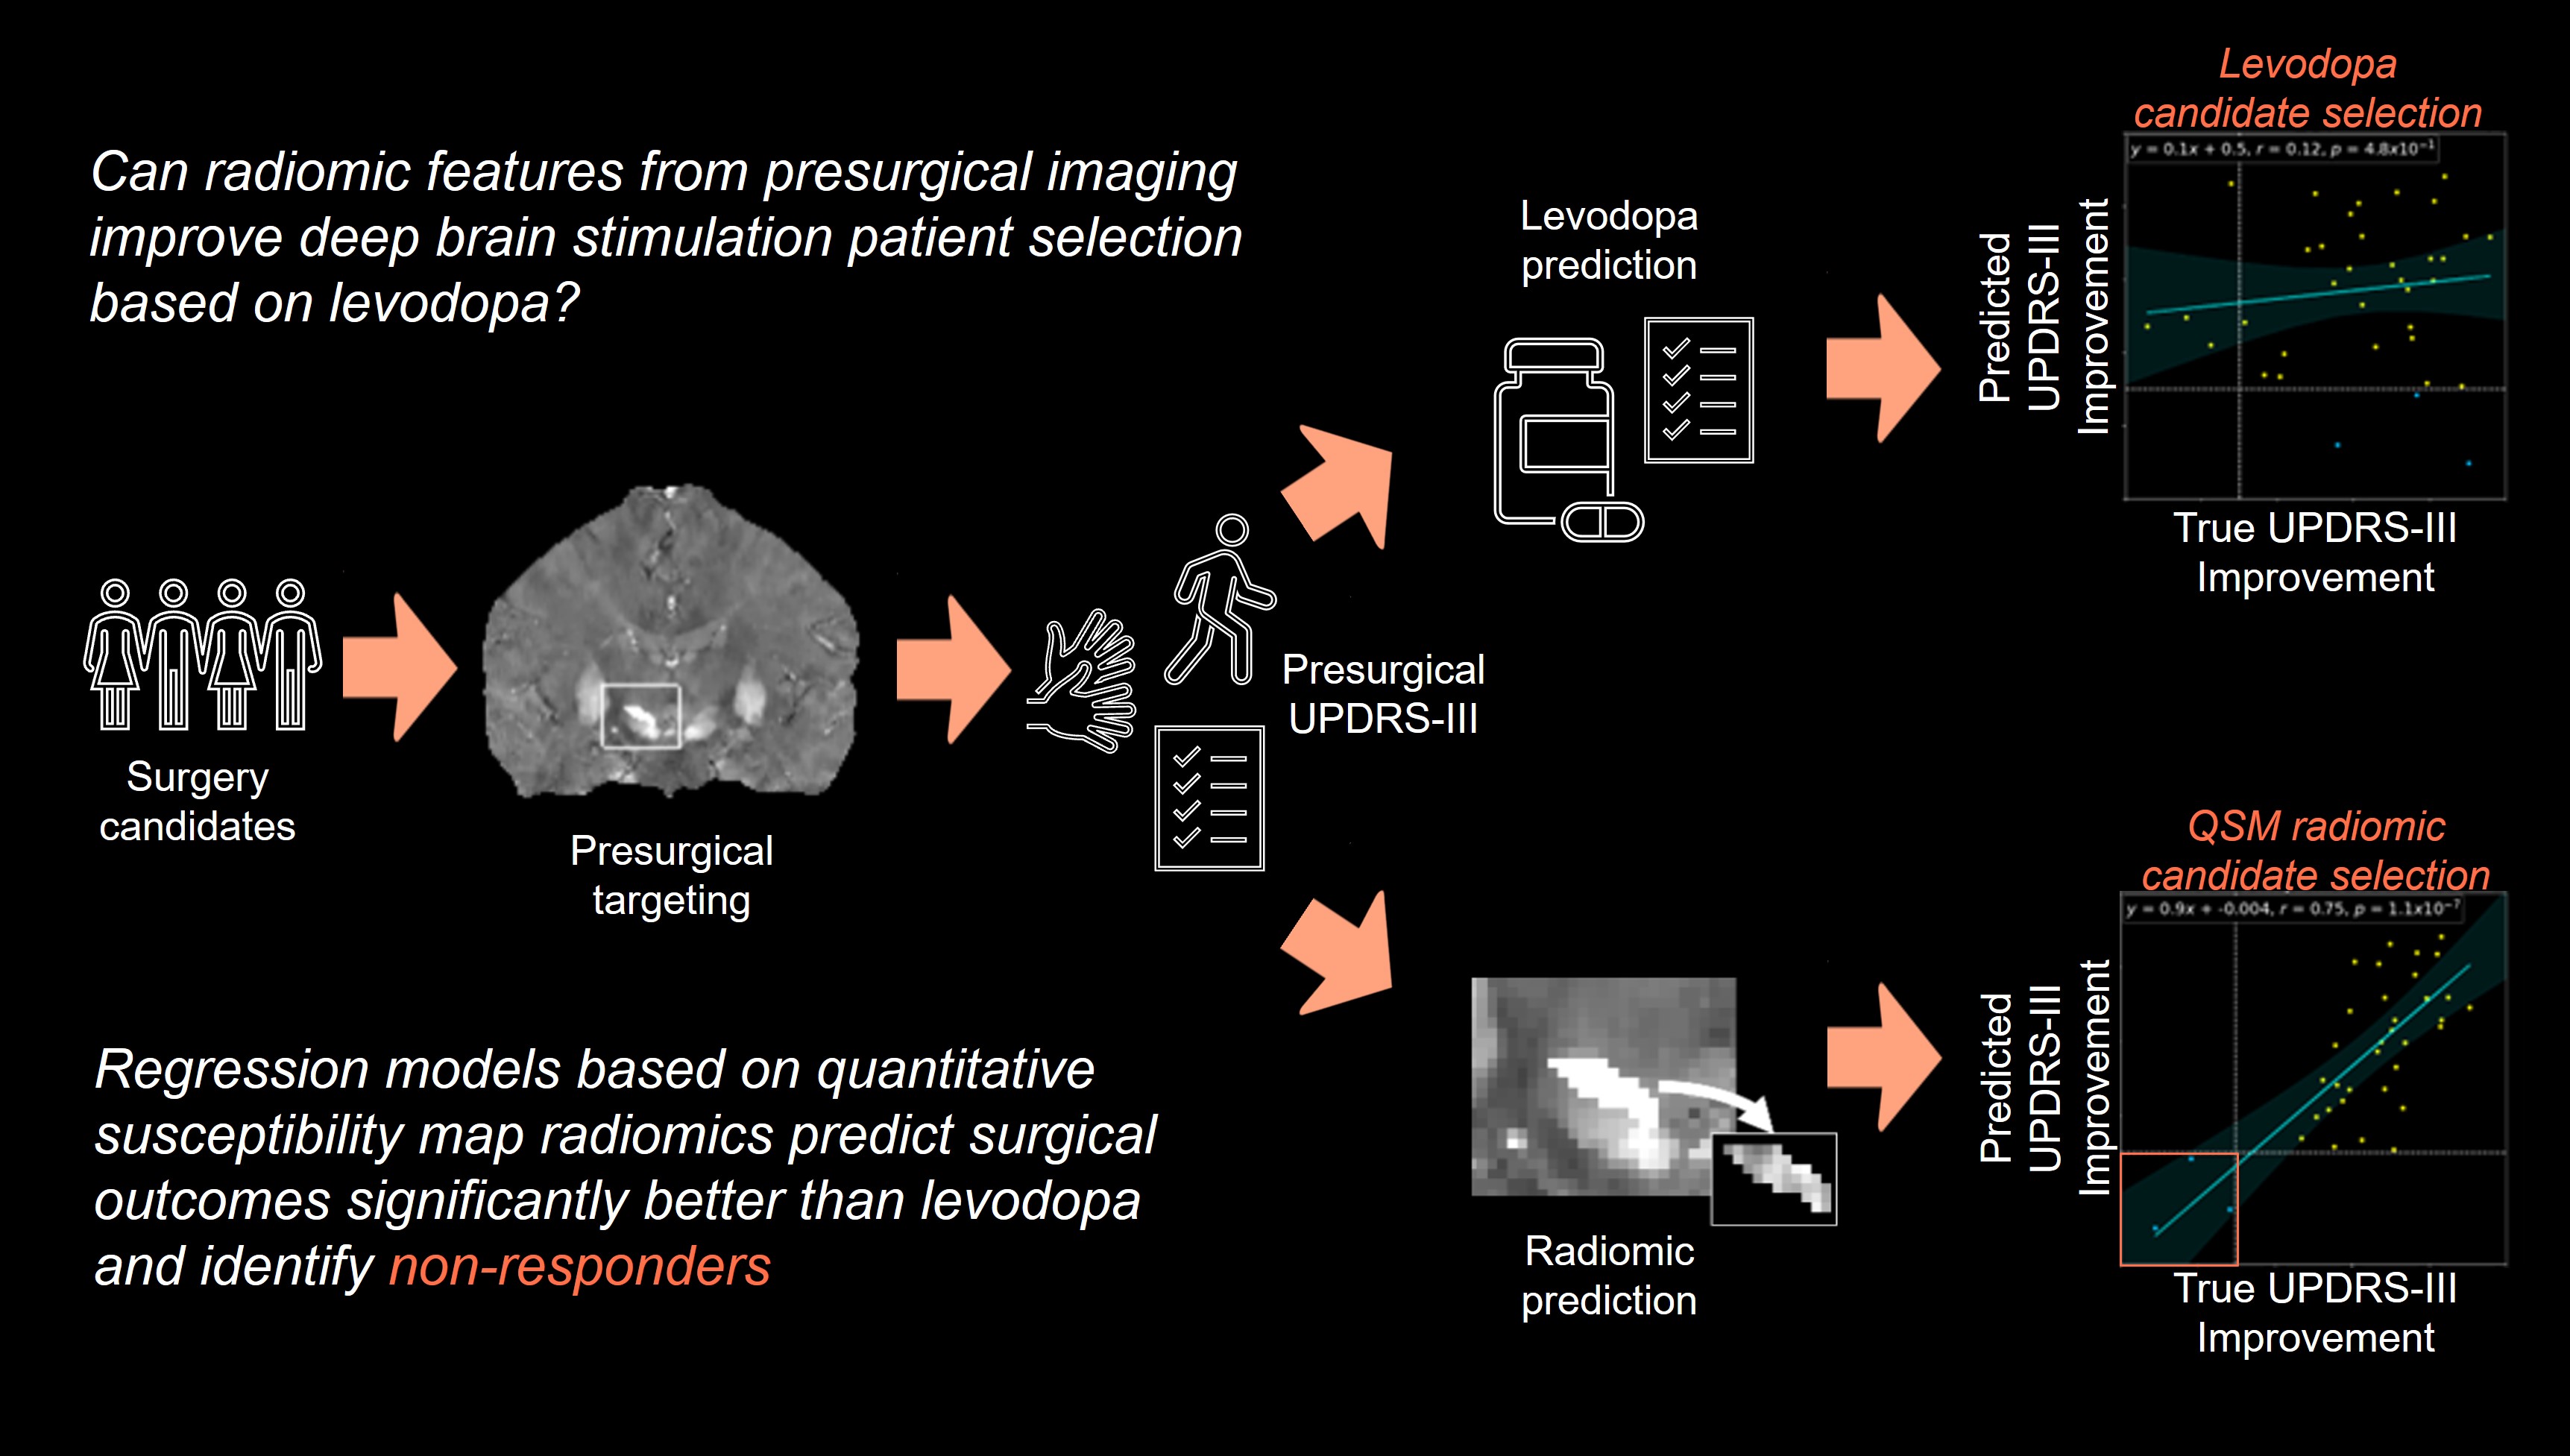 Can radiomic features from presurgical imaging
improve deep brain stimulation patient selection
based on levodopa?
Surgery
candidates
Presurgical
targeting
Presurgical
UPDRS-III
Levodopa
prediction
Levodopa
candidate selection
y = 0.1x + 0.5, r = 0.12, p = 4.8x10⁻¹
Predicted
UPDRS-III
Improvement
True UPDRS-III
Improvement
Regression models based on quantitative
susceptibility map radiomics predict surgical
outcomes significantly better than levodopa
and identify non-responders
Radiomic
prediction
QSM radiomic
candidate selection
y = 0.9x + -0.004, r = 0.75, p = 1.1x10⁻⁷
Predicted
UPDRS-III
Improvement
True UPDRS-III
Improvement